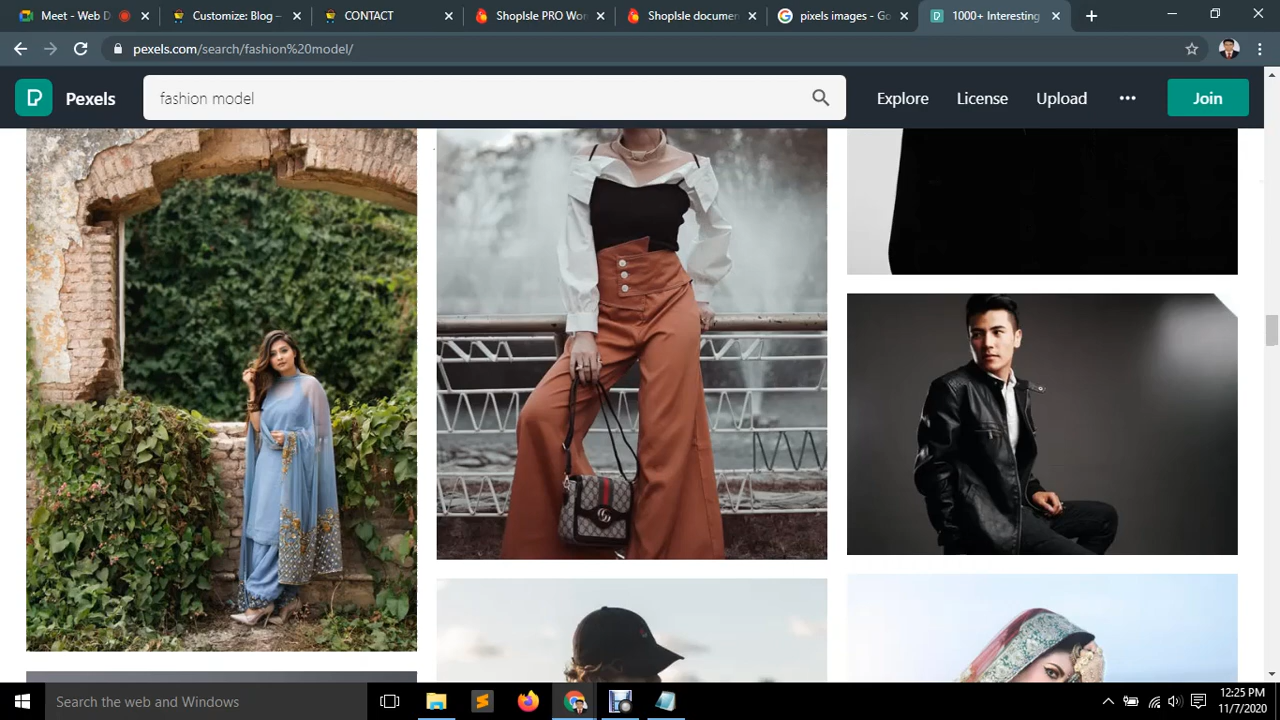 Meet - Web D
Customize: Blog –
CONTACT
ShopIsle PRO Wor
ShopIsle documen
pixels images - Go
1000+ Interesting
pexels.com/search/fashion%20model/
Pexels
fashion model
Explore
License
Upload
Join
Search the web and Windows
12:25 PM
11/7/2020